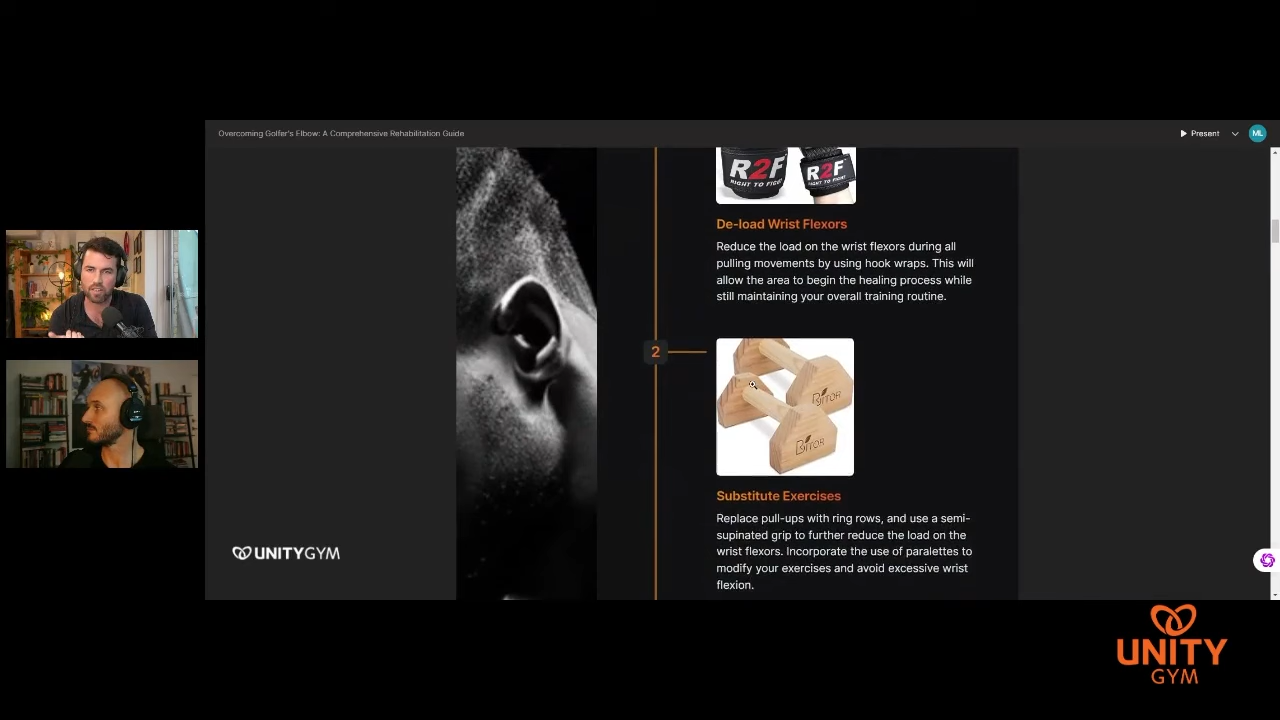 Overcoming Golfer's Elbow: A Comprehensive Rehabilitation Guide
Present
ML
R2F
RIGHT TO FIGHT
R2F
RIGHT TO FIGHT
De-load Wrist Flexors
Reduce the load on the wrist flexors during all
pulling movements by using hook wraps. This will
allow the area to begin the healing process while
still maintaining your overall training routine.
2
BITOR
BITOR
Substitute Exercises
Replace pull-ups with ring rows, and use a semi-
supinated grip to further reduce the load on the
wrist flexors. Incorporate the use of paralettes to
modify your exercises and avoid excessive wrist
flexion.
UNITYGYM
UNITY
GYM